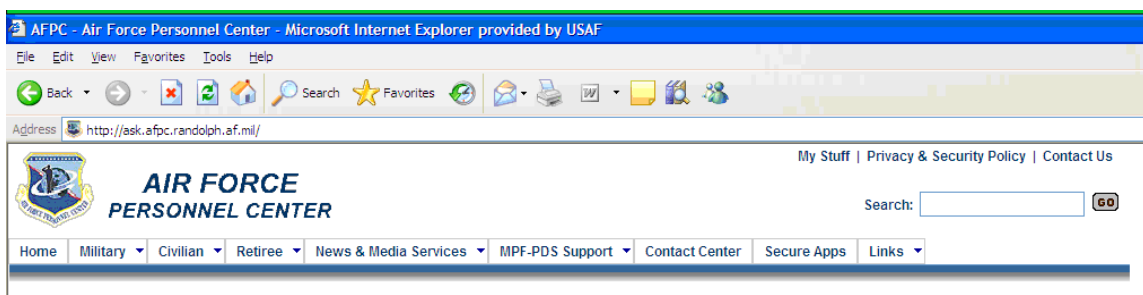 AFPC - Air Force Personnel Center - Microsoft Internet Explorer provided by USAF
File Edit View Favorites Tools Help
Back Search Favorites W
Address http://ask.afpc.randolph.af.mil/
My Stuff | Privacy & Security Policy | Contact Us
AIR FORCE
PERSONNEL CENTER
Search: GO
Home Military Civilian Retiree News & Media Services MPF-PDS Support Contact Center Secure Apps Links